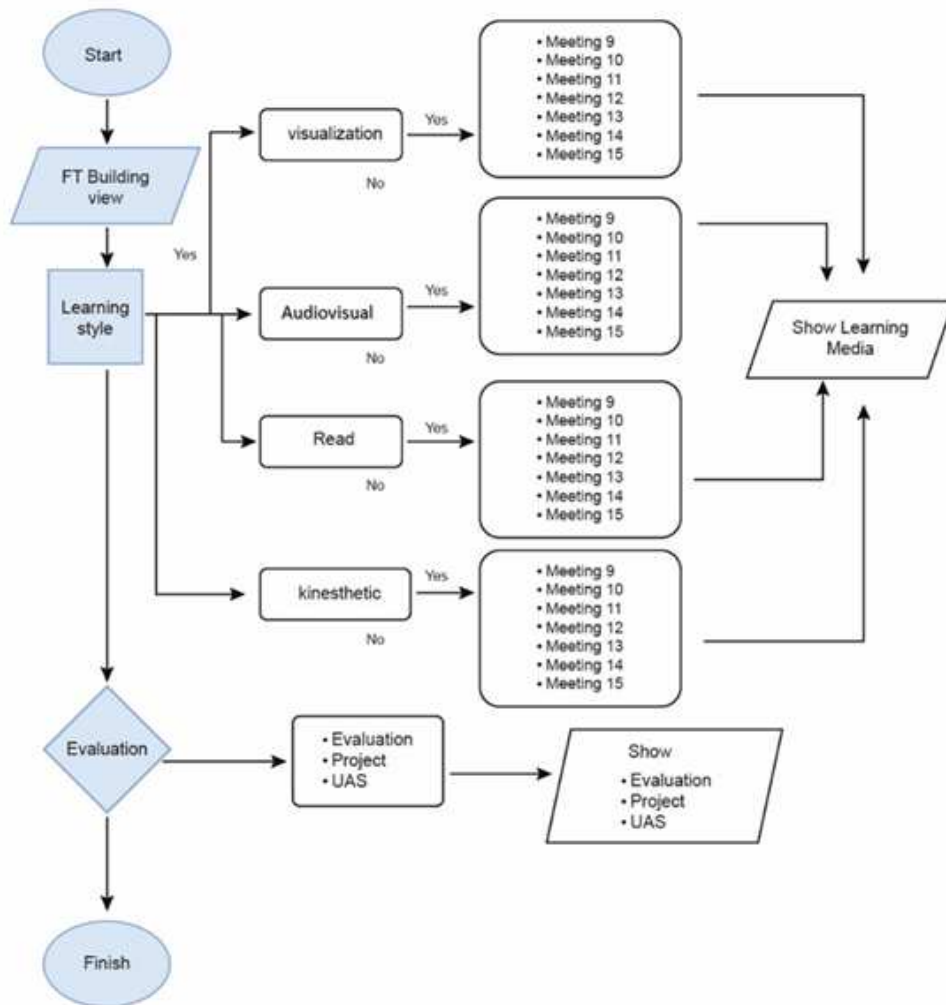 Start
FT Building
view
Learning
style
Yes
visualization
Yes
No
• Meeting 9
• Meeting 10
• Meeting 11
• Meeting 12
• Meeting 13
• Meeting 14
• Meeting 15
Audiovisual
Yes
No
• Meeting 9
• Meeting 10
• Meeting 11
• Meeting 12
• Meeting 13
• Meeting 14
• Meeting 15
Read
Yes
No
• Meeting 9
• Meeting 10
• Meeting 11
• Meeting 12
• Meeting 13
• Meeting 14
• Meeting 15
kinesthetic
Yes
No
• Meeting 9
• Meeting 10
• Meeting 11
• Meeting 12
• Meeting 13
• Meeting 14
• Meeting 15
Show Learning
Media
Evaluation
• Evaluation
• Project
• UAS
Show
• Evaluation
• Project
• UAS
Finish